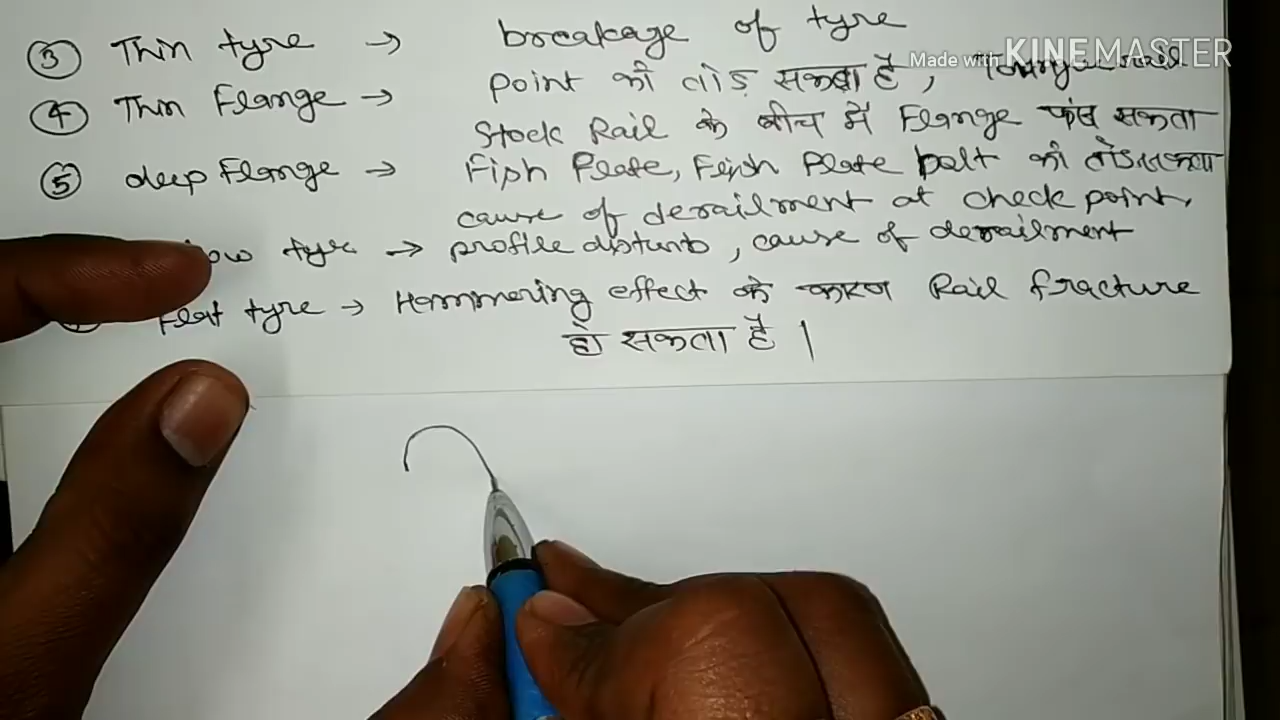 ③ Thin tyre → breakage of tyre
Made with KINEMASTER
④ Thin Flange → Point को तोड़ सकता है,
Stock Rail के बीच में Flange फंस सकता
⑤ deep Flange → Fish Plate, Fish Plate bolt को तोड़ सकता
cause of derailment at check point,
tyre → profile disturb, cause of derailment
Flat tyre → Hammering effect के कारण Rail fracture
हो सकता है |